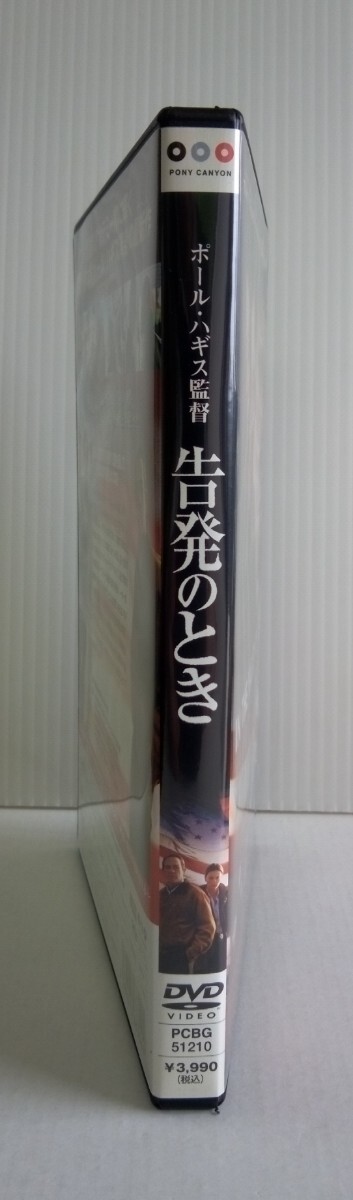 PONY CANYON
ポール・ハギス監督
告発のとき
DVD
VIDEO
PCBG
51210
¥3,990
(税込)